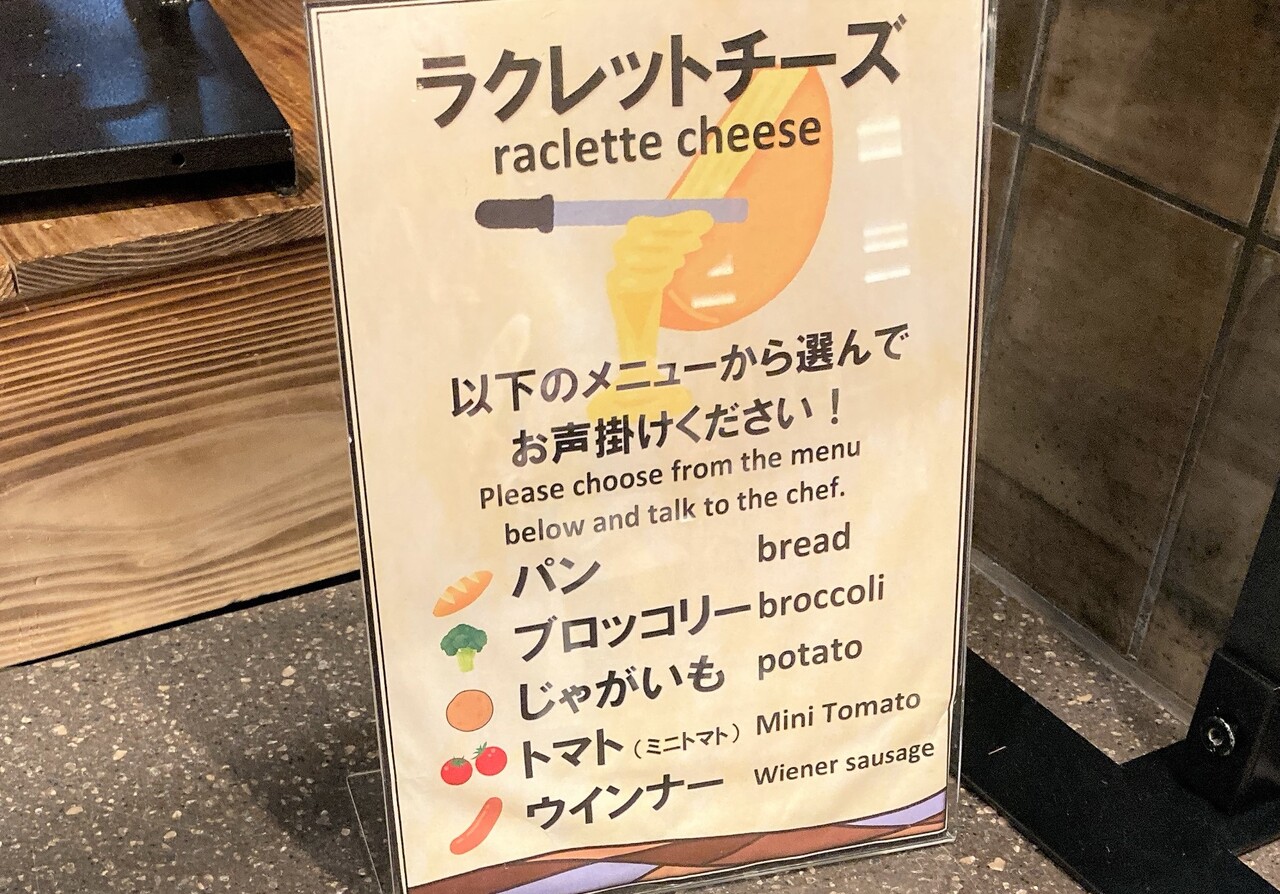 ラクレットチーズ
raclette cheese
以下のメニューから選んで
お声掛けください！
Please choose from the menu
below and talk to the chef.
パン bread
ブロッコリー broccoli
じゃがいも potato
トマト（ミニトマト） Mini Tomato
ウインナー Wiener sausage